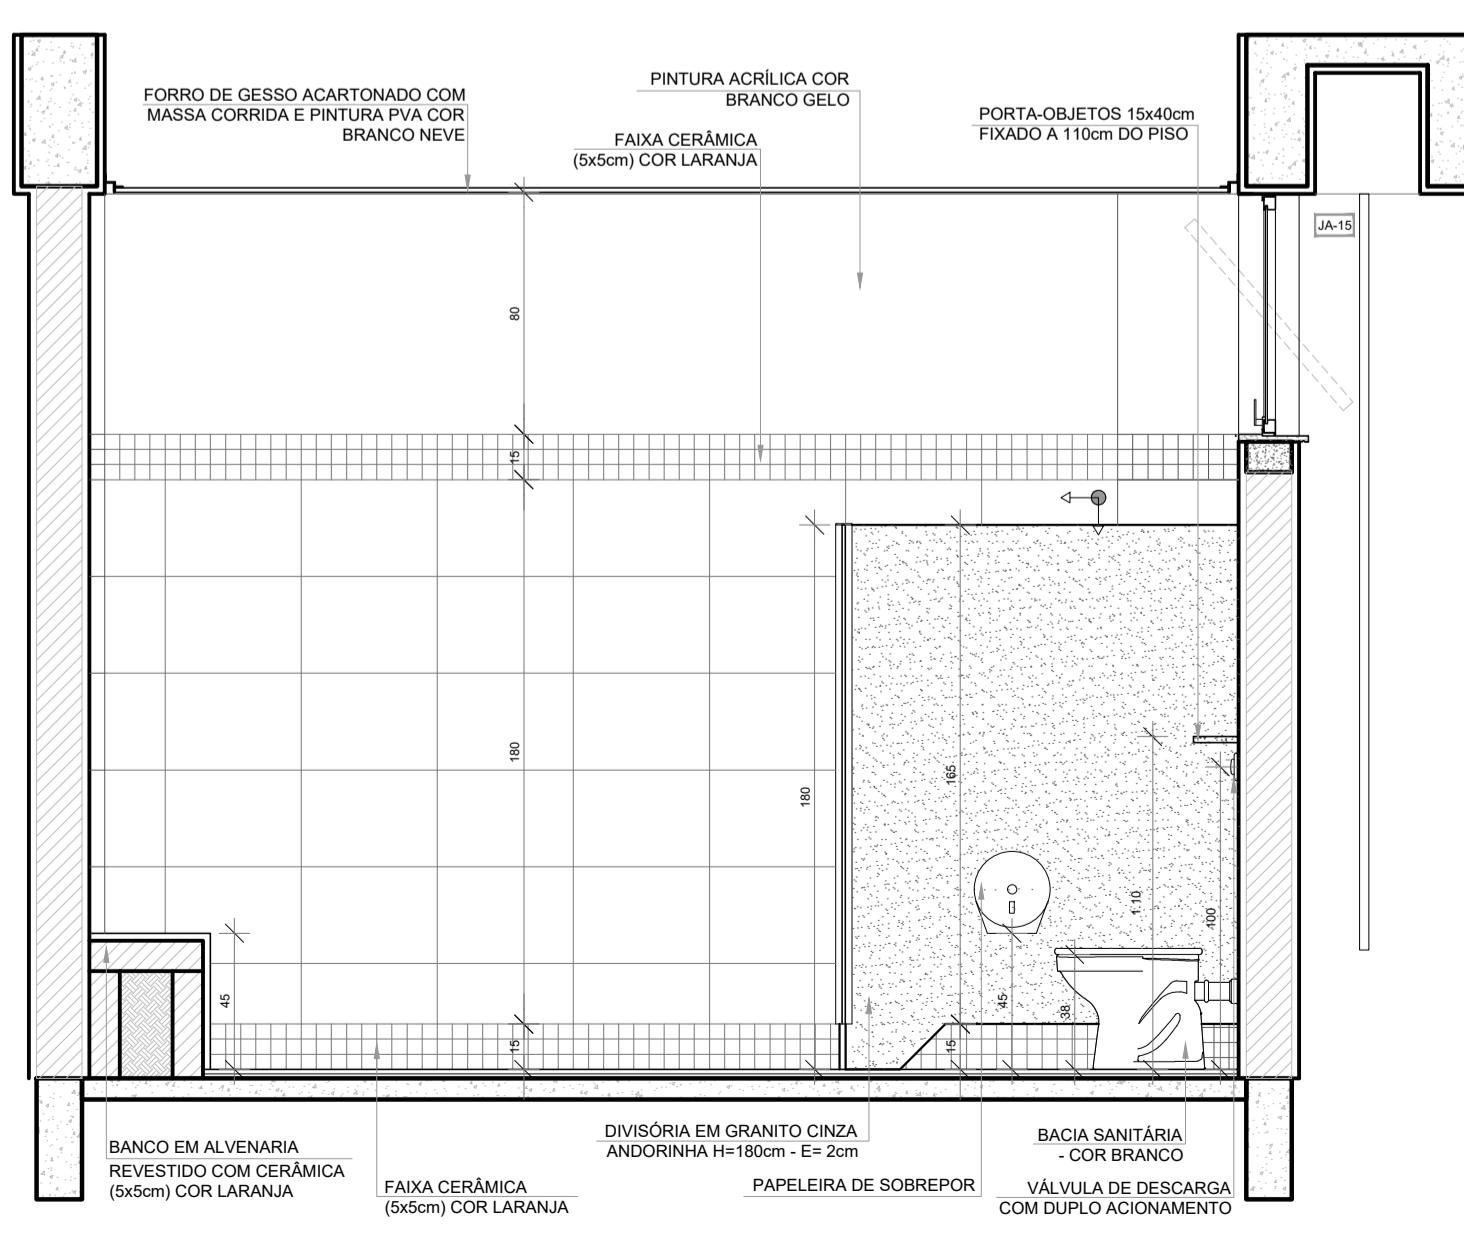 PINTURA ACRÍLICA COR
BRANCO GELO
FORRO DE GESSO ACARTONADO COM
MASSA CORRIDA E PINTURA PVA COR
BRANCO NEVE
PORTA-OBJETOS 15x40cm
FIXADO A 110cm DO PISO
FAIXA CERÂMICA
(5x5cm) COR LARANJA
JA-15
80
15
180
180
165
1.10
100
45
45
38
15
15
DIVISÓRIA EM GRANITO CINZA
ANDORINHA H=180cm - E= 2cm
BACIA SANITÁRIA
- COR BRANCO
BANCO EM ALVENARIA
REVESTIDO COM CERÂMICA
(5x5cm) COR LARANJA
FAIXA CERÂMICA
(5x5cm) COR LARANJA
PAPELEIRA DE SOBREPOR
VÁLVULA DE DESCARGA
COM DUPLO ACIONAMENTO